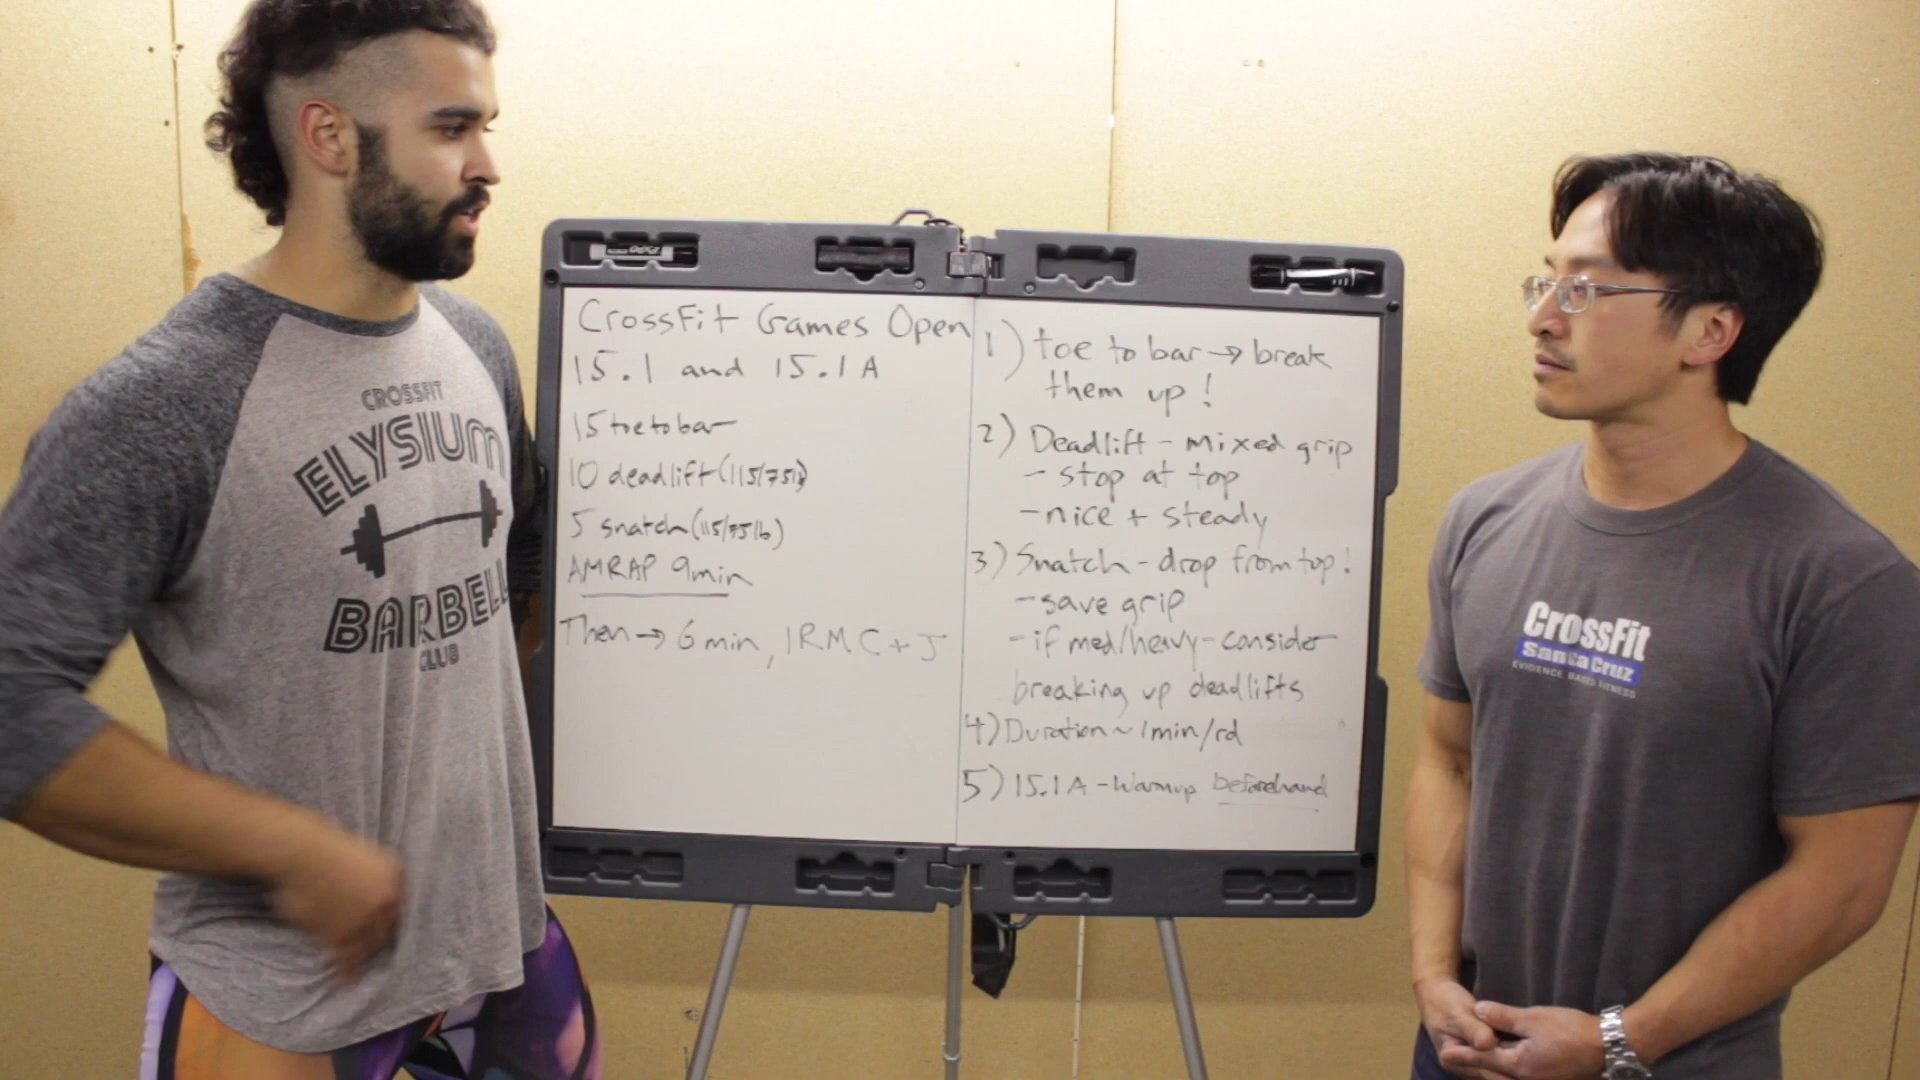 CROSSFIT
ELYSIUM
BARBELL
CLUB
CrossFit Games Open
15.1 and 15.1A
15 toe to bar
10 deadlift (115/75lb)
5 snatch (115/75lb)
AMRAP 9min
Then → 6 min, 1RM C + J
1) toe to bar → break
them up!
2) Deadlift - mixed grip
- stop at top
- nice + steady
3) Snatch - drop from top!
- save grip
- if med/heavy - consider
breaking up deadlifts
4) Duration ~ 1min/rd
5) 15.1A - Warmup beforehand
CrossFit
Santa Cruz
EVIDENCE BASED FITNESS